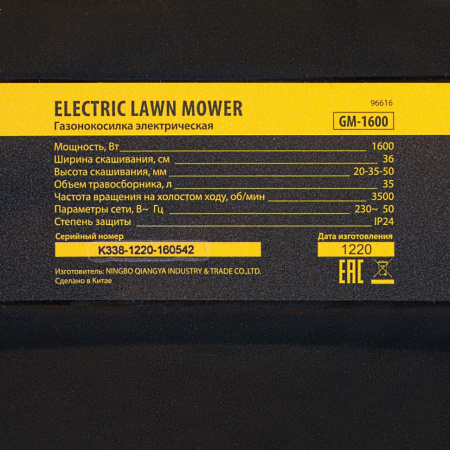 96616
ELECTRIC LAWN MOWER
Газонокосилка электрическая GM-1600
Мощность, Вт 1600
Ширина скашивания, см 36
Высота скашивания, мм 20-35-50
Объем травосборника, л 35
Частота вращения на холостом ходу, об/мин 3500
Параметры сети, В~ Гц 230~ 50
Степень защиты IP24
Серийный номер Дата изготовления
K338-1220-160542 1220
Изготовитель: NINGBO QIANGYA INDUSTRY & TRADE CO.,LTD.
Сделано в Китае
EAC